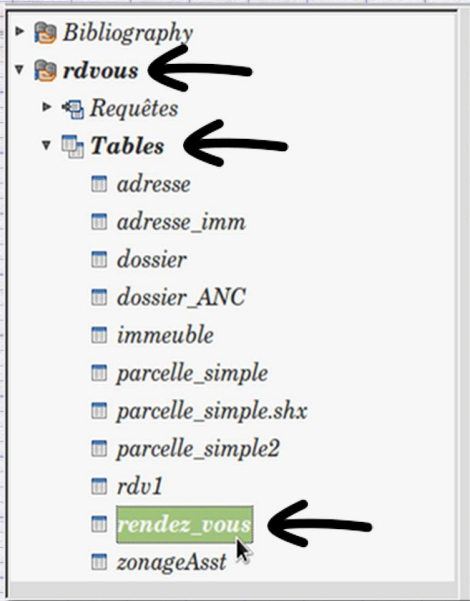 Bibliography
rdvous
Requêtes
Tables
adresse
adresse_imm
dossier
dossier_ANC
immeuble
parcelle_simple
parcelle_simple.shx
parcelle_simple2
rdv1
rendez_vous
zonageAsst